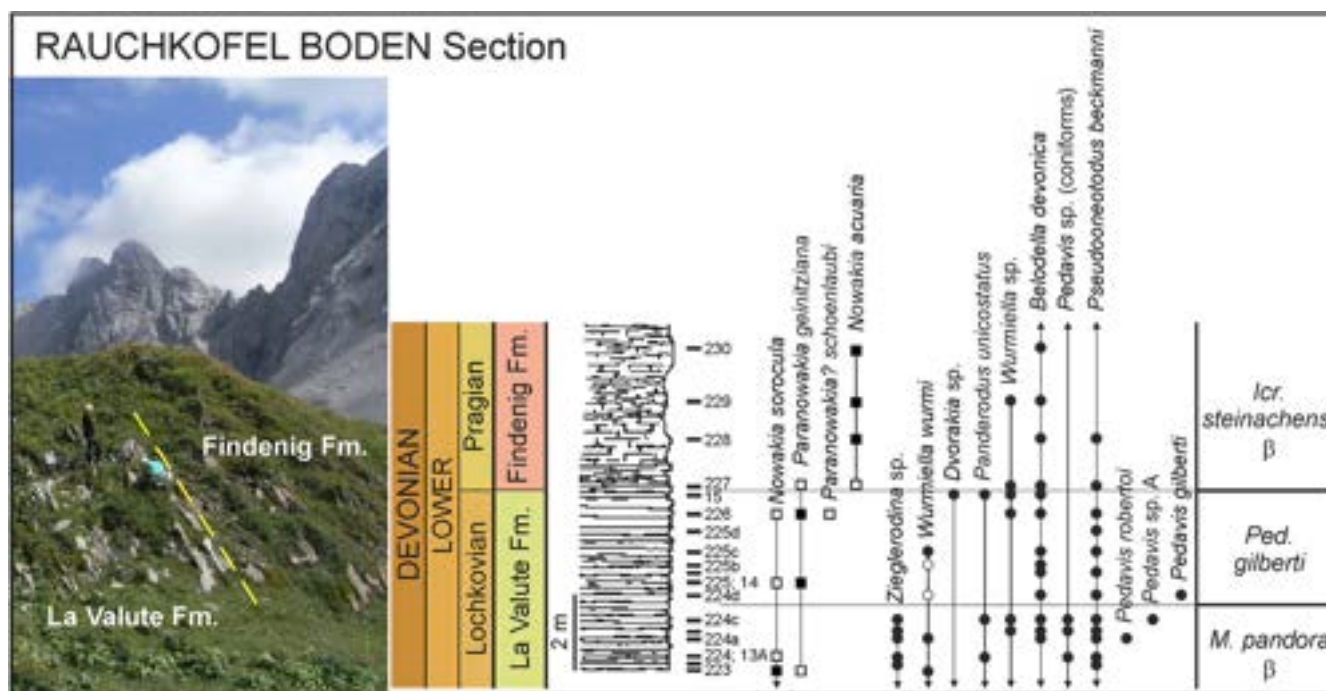 RAUCHKOFEL BODEN Section
Findenig Fm.
La Valute Fm.
DEVONIAN
LOWER
Lochkovian
Pragian
La Valute Fm.
Findenig Fm.
2 m
230
229
228
227
226
225d
225c
225b
225; 14
224d
224c
224a
224; 13A
223
Nowakia sorocula
Paranowakia geinitziana
Paranowakia? schoenlaubi
Nowakia acuaria
Zieglerodina sp.
Wurmiella wurmi
Dvorakia sp.
Panderodus unicostatus
Wurmiella sp.
Belodella devonica
Pedavis sp. (coniforms)
Pseudooneotodus beckmanni
Pedavis robertoi
Pedavis sp. A
Pedavis gilberti
Icr.
steinachensis
β
Ped.
gilberti
M. pandora
β